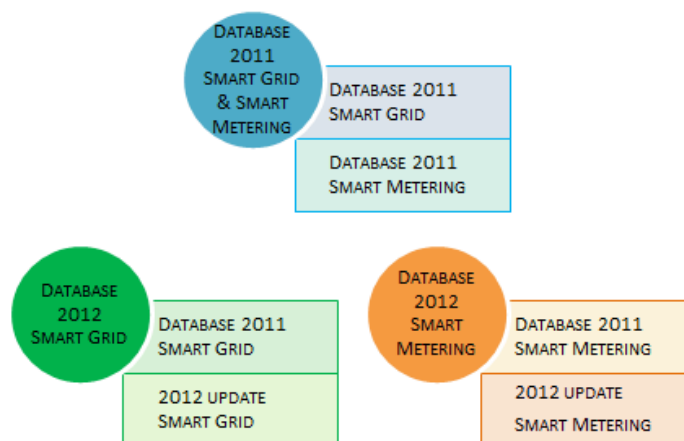 DATABASE
2011
SMART GRID
& SMART
METERING
DATABASE 2011
SMART GRID
DATABASE 2011
SMART METERING
DATABASE
2012
SMART GRID
DATABASE 2011
SMART GRID
2012 UPDATE
SMART GRID
DATABASE
2012
SMART
METERING
DATABASE 2011
SMART METERING
2012 UPDATE
SMART METERING